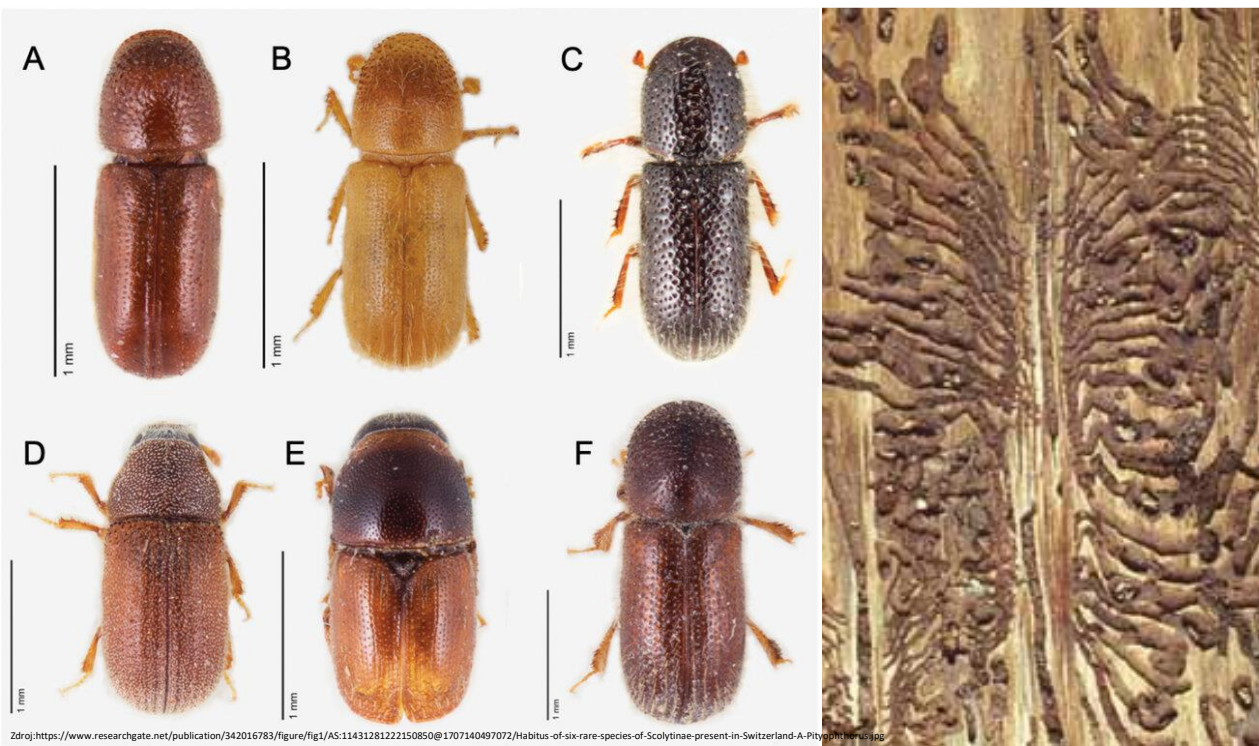 A
B
C
1 mm
1 mm
1 mm
D
E
F
1 mm
1 mm
1 mm
Zdroj:https://www.researchgate.net/publication/342016783/figure/fig1/AS:11431281222150850@1707140497072/Habitus-of-six-rare-species-of-Scolytinae-present-in-Switzerland-A-Pityophthorus.jpg